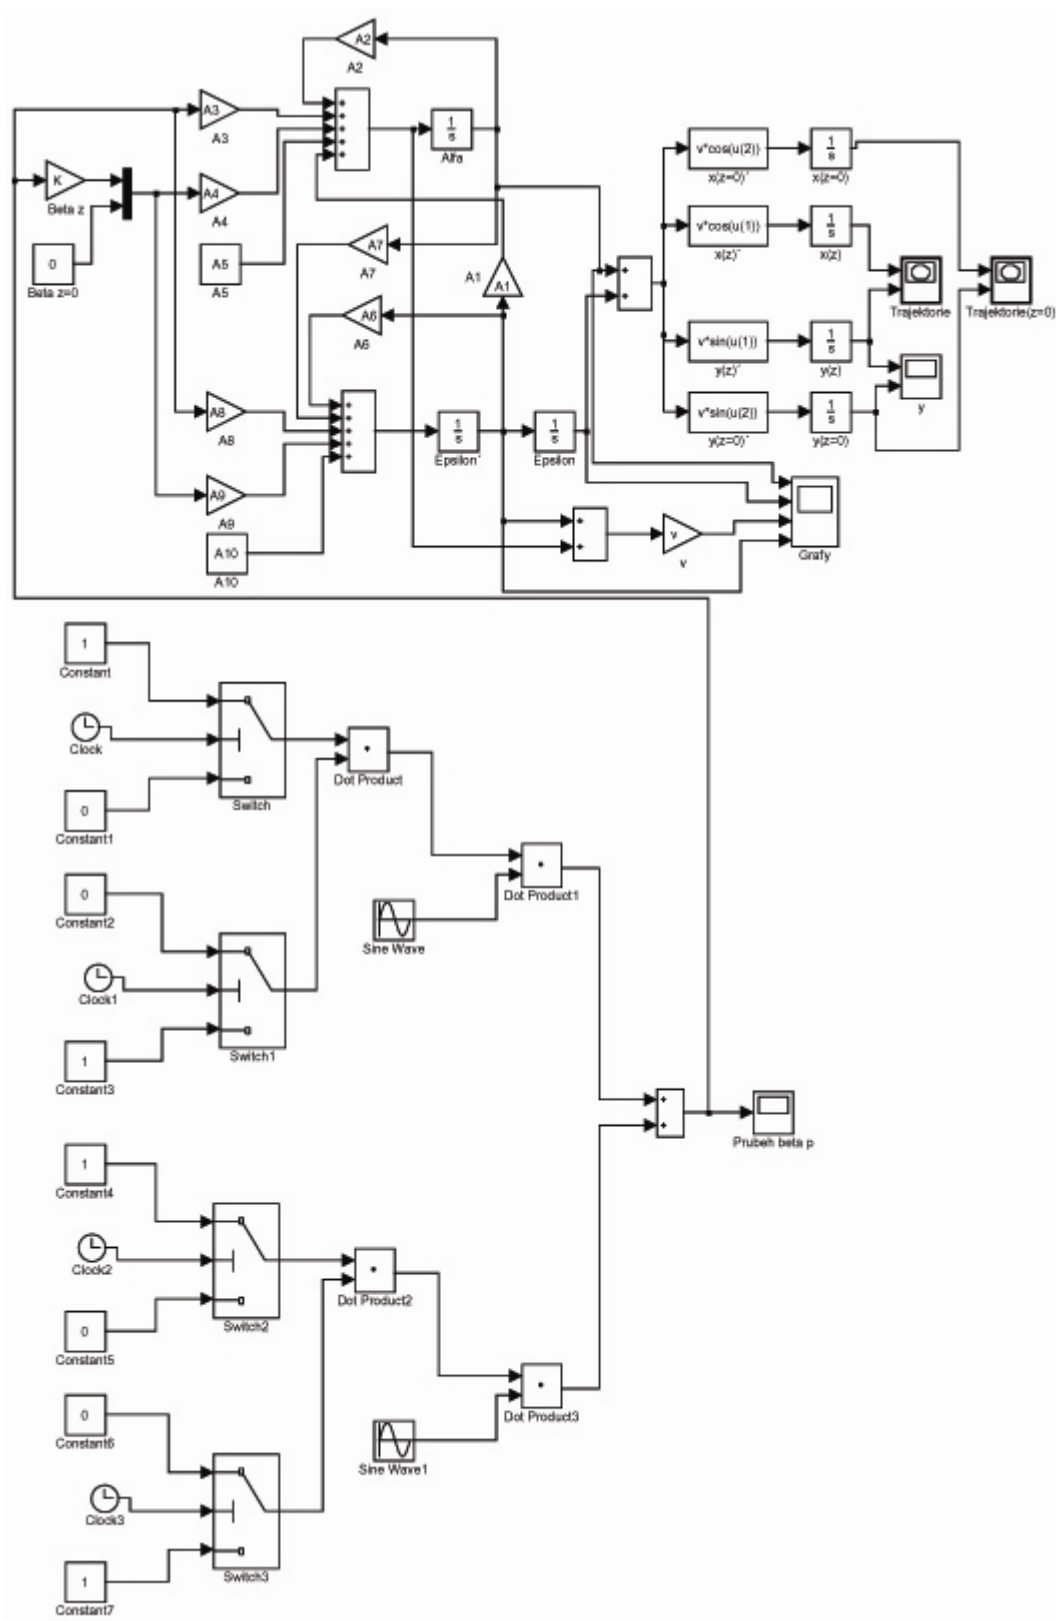 A2
A2
A3
A3
1
s
Alfa
K
Beta z
A4
A4
0
Beta z=0
A5
A5
A7
A7
A1
A1
A6
A6
v*cos(u(2))
x(z=0)´
1
s
x(z=0)
v*cos(u(1))
x(z)´
1
s
x(z)
Trajektorie
Trajektorie(z=0)
v*sin(u(1))
y(z)´
1
s
y(z)
y
v*sin(u(2))
y(z=0)´
1
s
y(z=0)
A8
A8
1
s
Epsilon´
1
s
Epsilon
A9
A9
A10
A10
v
v
Grafy
1
Constant
Clock
0
Constant1
Switch
Dot Product
0
Constant2
Clock1
1
Constant3
Switch1
Sine Wave
Dot Product1
Prubeh beta p
1
Constant4
Clock2
0
Constant5
Switch2
Dot Product2
0
Constant6
Clock3
1
Constant7
Switch3
Sine Wave1
Dot Product3